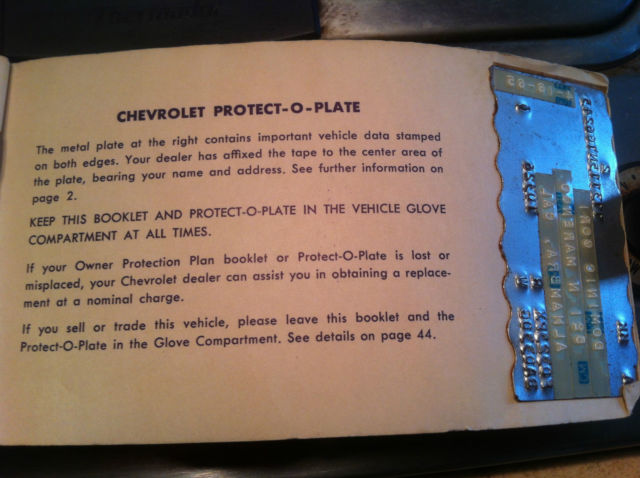 CHEVROLET PROTECT-O-PLATE
The metal plate at the right contains important vehicle data stamped
on both edges. Your dealer has affixed the tape to the center area of
the plate, bearing your name and address. See further information on
page 2.
KEEP THIS BOOKLET AND PROTECT-O-PLATE IN THE VEHICLE GLOVE
COMPARTMENT AT ALL TIMES.
If your Owner Protection Plan booklet or Protect-O-Plate is lost or
misplaced, your Chevrolet dealer can assist you in obtaining a replace-
ment at a nominal charge.
If you sell or trade this vehicle, please leave this booklet and the
Protect-O-Plate in the Glove Compartment. See details on page 44.